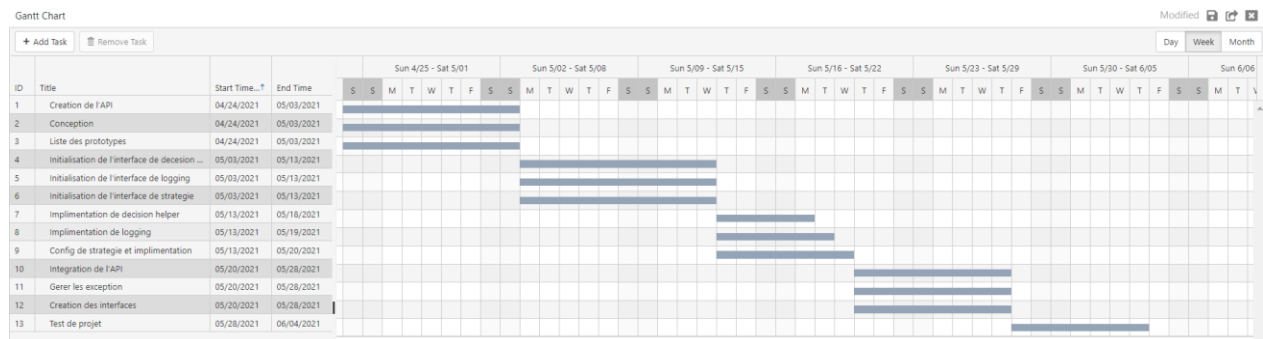 Gantt Chart Modified
+ Add Task Remove Task Day Week Month
Sun 4/25 - Sat 5/01 Sun 5/02 - Sat 5/08 Sun 5/09 - Sat 5/15 Sun 5/16 - Sat 5/22 Sun 5/23 - Sat 5/29 Sun 5/30 - Sat 6/05 Sun 6/06
ID Title Start Time...↑ End Time S S M T W T F S S M T W T F S S M T W T F S S M T W T F S S M T W T F S S M T W T F S S M T
1 Creation de l'API 04/24/2021 05/03/2021
2 Conception 04/24/2021 05/03/2021
3 Liste des prototypes 04/24/2021 05/03/2021
4 Initialisation de l'interface de decesion ... 05/03/2021 05/13/2021
5 Initialisation de l'interface de logging 05/03/2021 05/13/2021
6 Initialisation de l'interface de strategie 05/03/2021 05/13/2021
7 Implimentation de decision helper 05/13/2021 05/18/2021
8 Implimentation de logging 05/13/2021 05/19/2021
9 Config de strategie et implimentation 05/13/2021 05/20/2021
10 Integration de l'API 05/20/2021 05/28/2021
11 Gerer les exception 05/20/2021 05/28/2021
12 Creation des interfaces 05/20/2021 05/28/2021
13 Test de projet 05/28/2021 06/04/2021